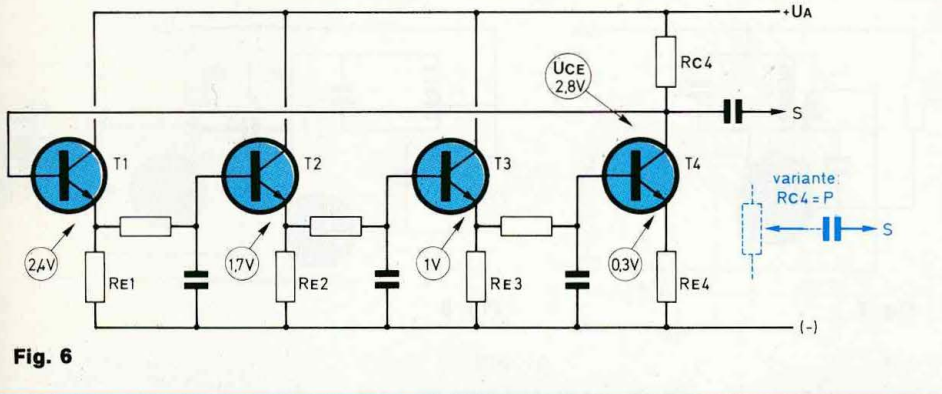 +UA
RC4
UCE
2,8V
S
T1
T2
T3
T4
variante:
RC4 = P
S
2,4V
1,7V
1V
0,3V
RE1
RE2
RE3
RE4
(-)
Fig. 6